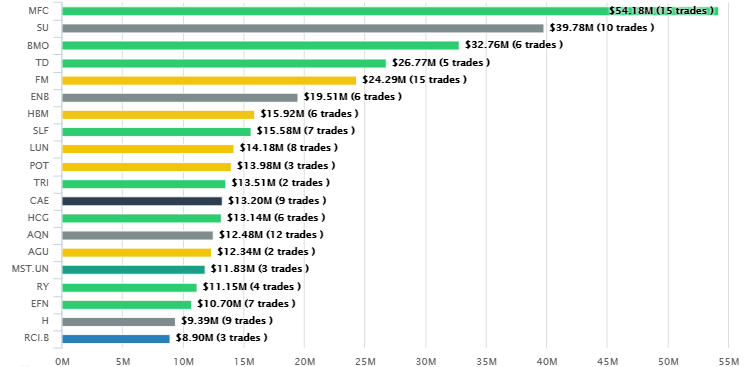 MFC $54.18M (15 trades )
SU $39.78M (10 trades )
BMO $32.76M (6 trades )
TD $26.77M (5 trades )
FM $24.29M (15 trades )
ENB $19.51M (6 trades )
HBM $15.92M (6 trades )
SLF $15.58M (7 trades )
LUN $14.18M (8 trades )
POT $13.98M (3 trades )
TRI $13.51M (2 trades )
CAE $13.20M (9 trades )
HCG $13.14M (6 trades )
AQN $12.48M (12 trades )
AGU $12.34M (2 trades )
MST.UN $11.83M (3 trades )
RY $11.15M (4 trades )
EFN $10.70M (7 trades )
H $9.39M (9 trades )
RCI.B $8.90M (3 trades )
0M 5M 10M 15M 20M 25M 30M 35M 40M 45M 50M 55M